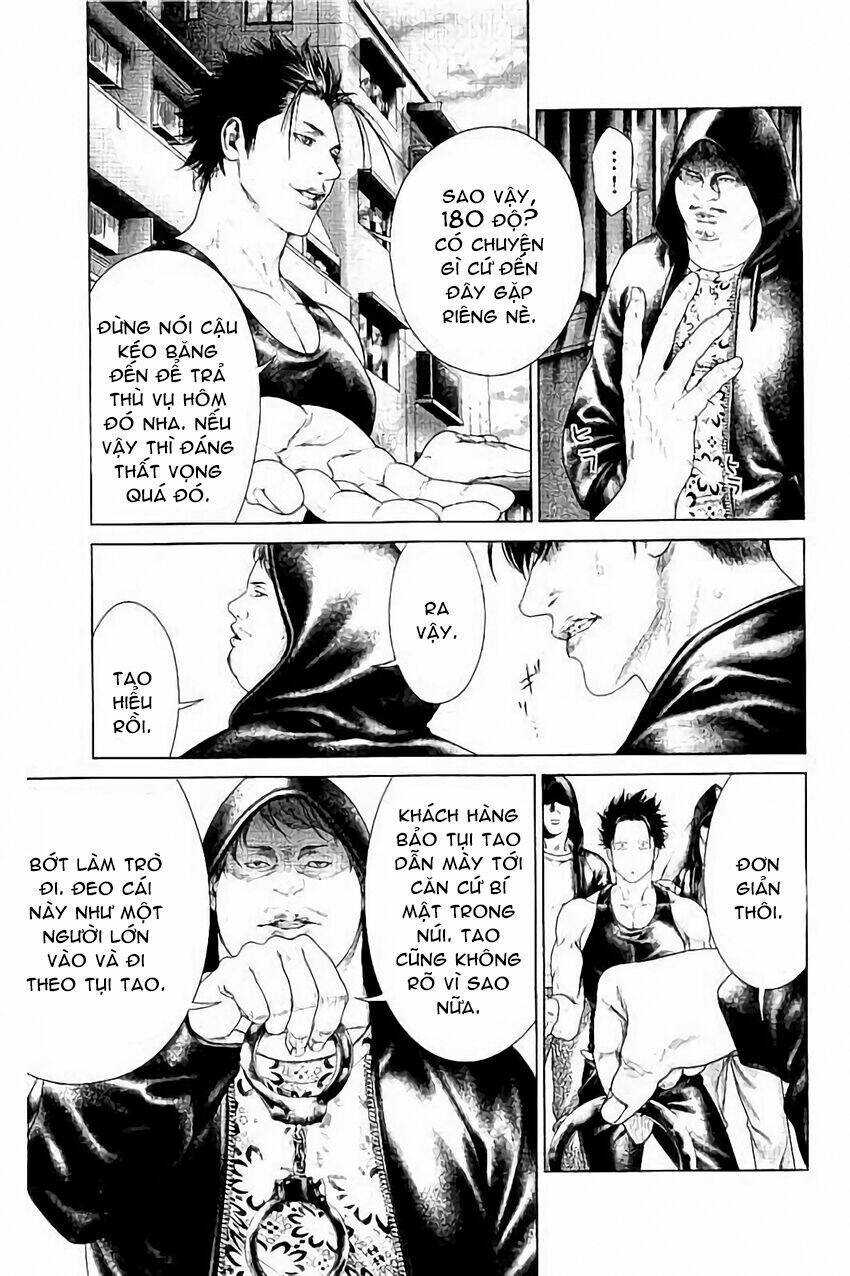 …!
ヒラ
ヒラ
SAO VẬY,
180 ĐỘ?
CÓ CHUYỆN
GÌ CỨ ĐẾN
ĐÂY GẶP
RIÊNG NÈ.
ĐỪNG NÓI CẬU
KÉO BĂNG
ĐẾN ĐỂ TRẢ
THÙ VỤ HÔM
ĐÓ NHA. NẾU
VẬY THÌ ĐÁNG
THẤT VỌNG
QUÁ ĐÓ.
RA
VẬY.
TAO
HIỂU
RỒI.
ĐƠN
GIẢN
THÔI.
KHÁCH HÀNG
BẢO TỤI TAO
DẪN MÀY TỚI
CĂN CỨ BÍ
MẬT TRONG
NÚI. TAO
CŨNG KHÔNG
RÕ VÌ SAO
NỮA.
BỚT LÀM TRÒ
ĐI. ĐEO CÁI
NÀY NHƯ MỘT
NGƯỜI LỚN
VÀO VÀ ĐI
THEO TỤI TAO.